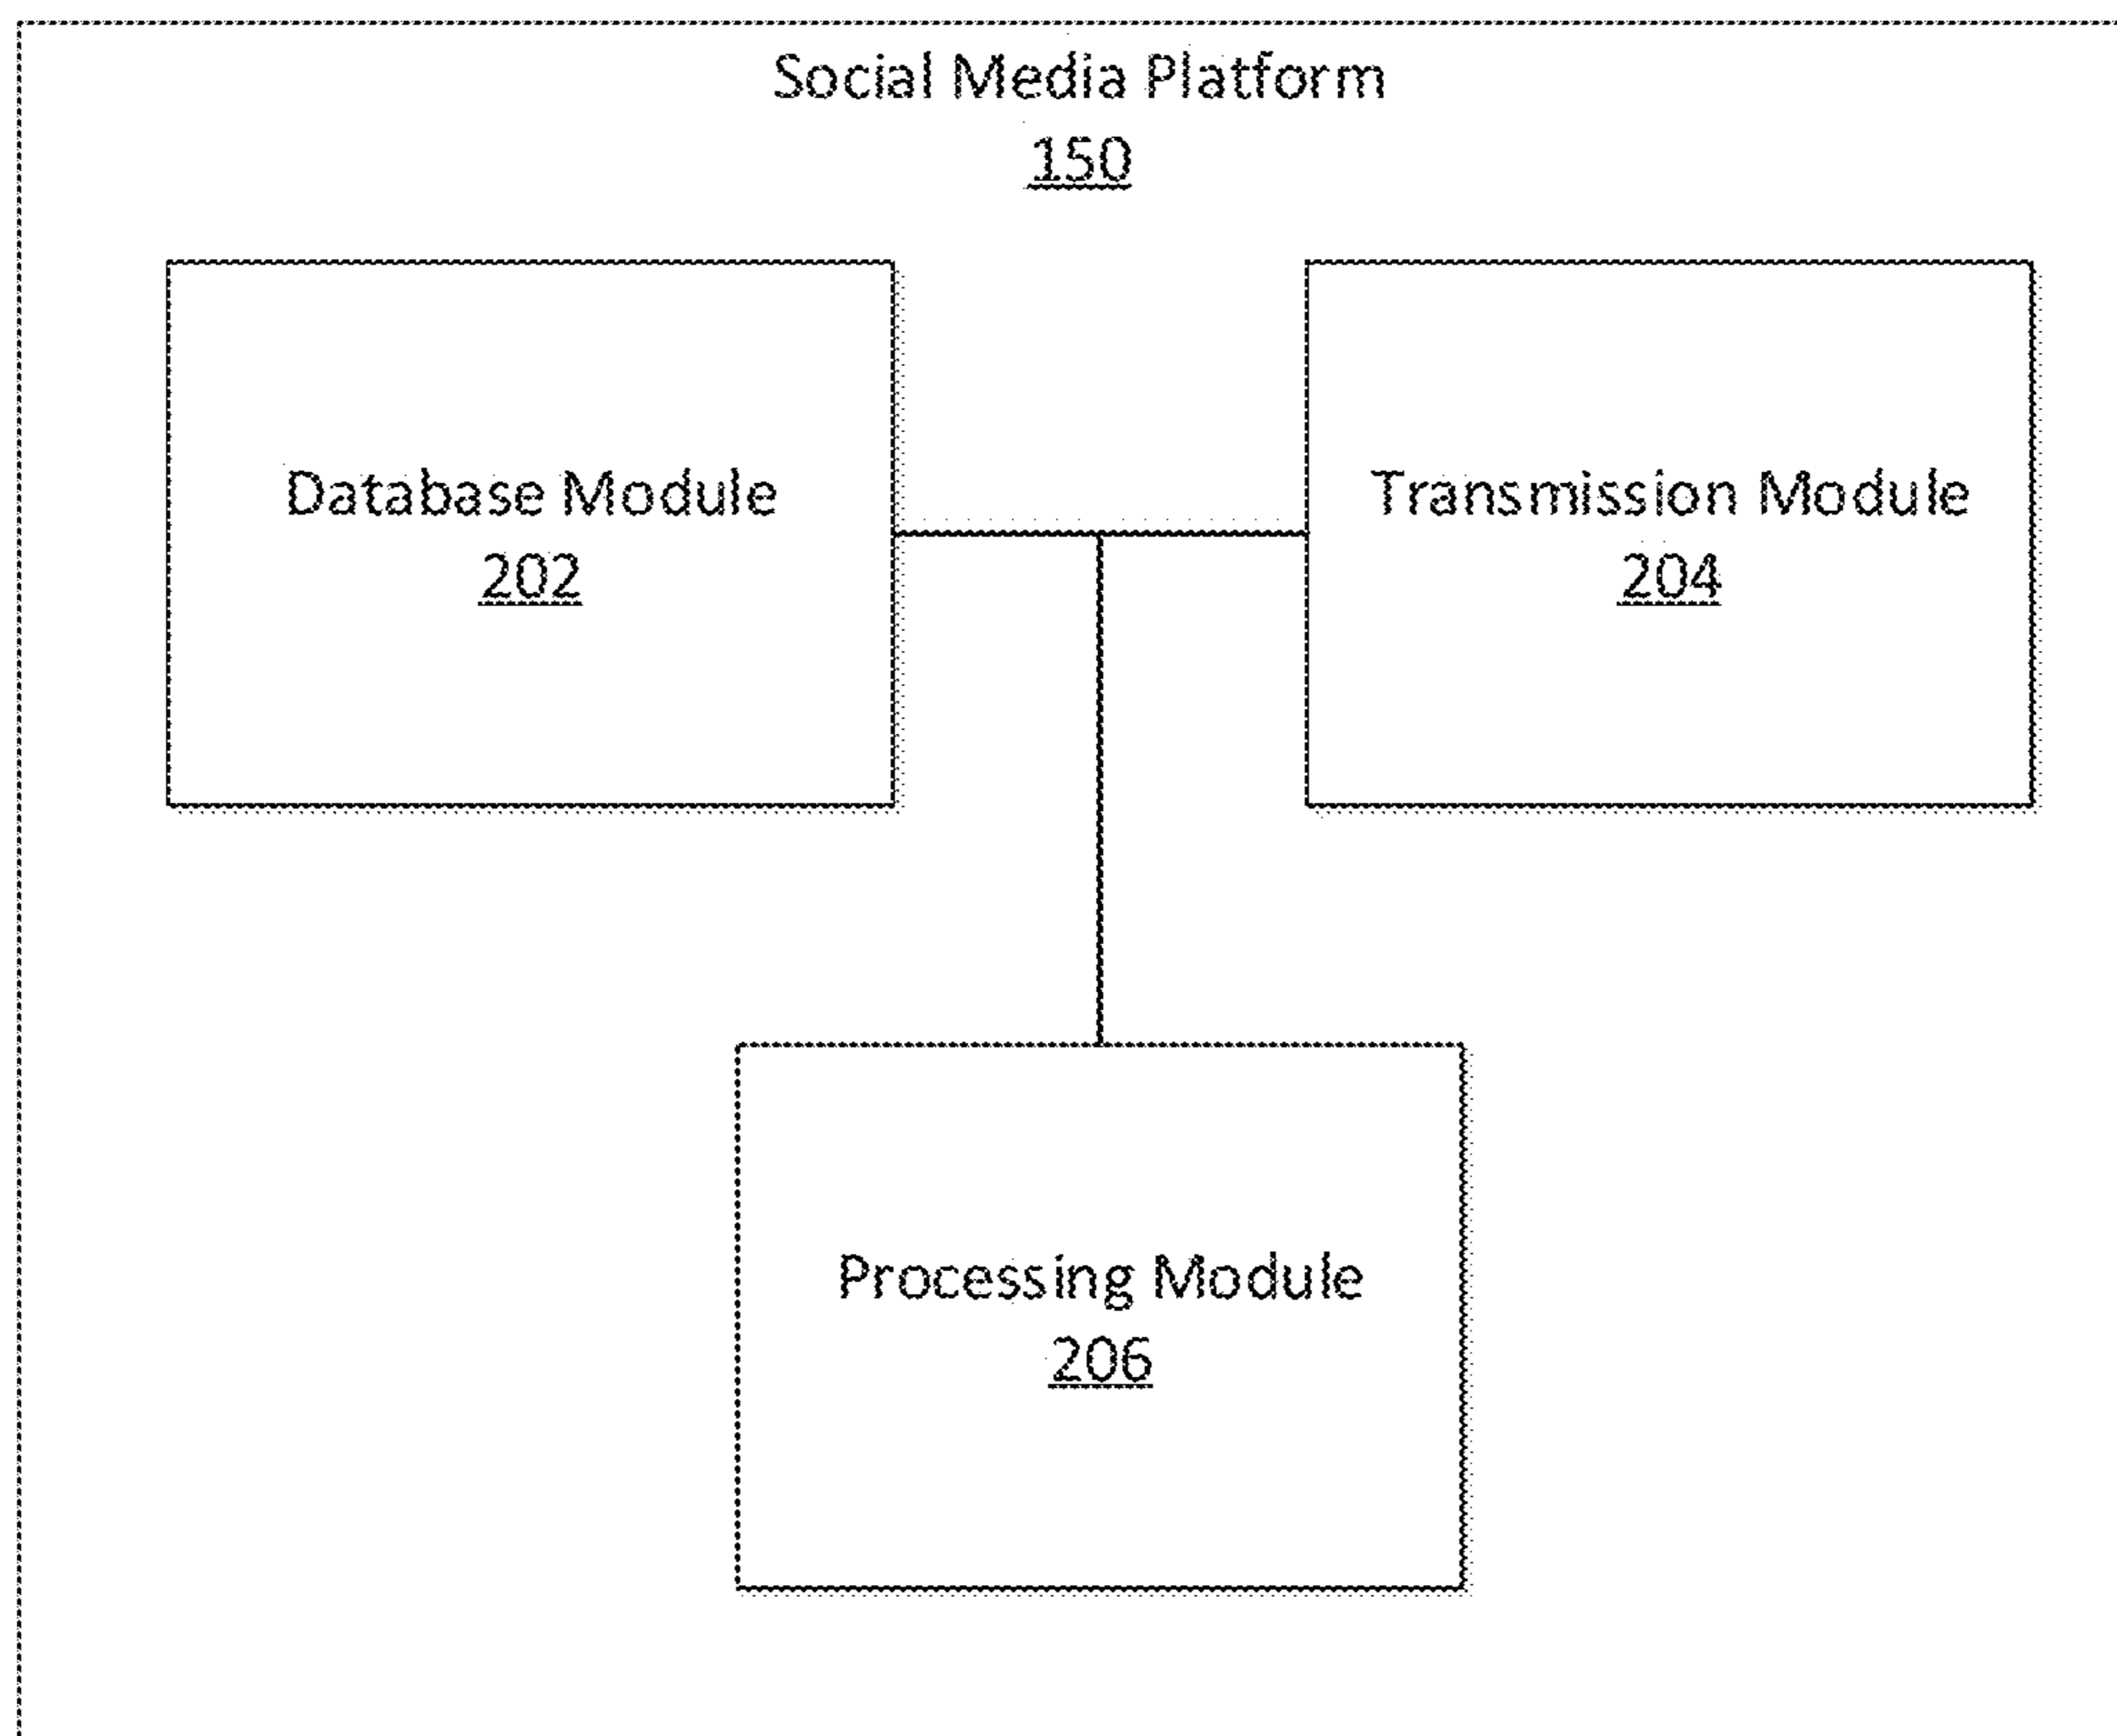 Social Media Platform
150
Database Module
202
Transmission Module
204
Processing Module
206